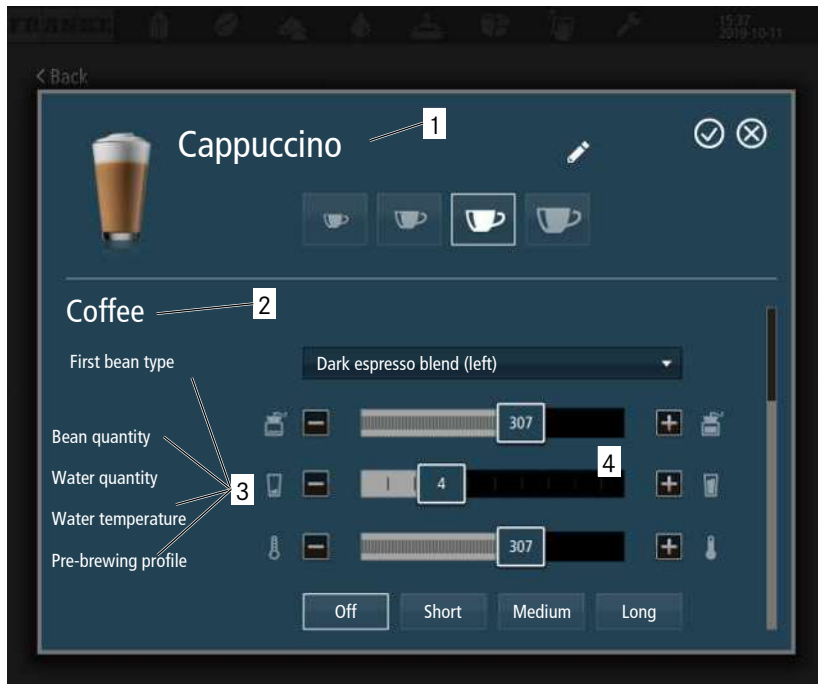 FRANKE
15:37
2019-10-11
< Back
Cappuccino
1
Coffee
2
First bean type
Dark espresso blend (left)
307
Bean quantity
4
Water quantity
3
4
Water temperature
307
Pre-brewing profile
Off
Short
Medium
Long